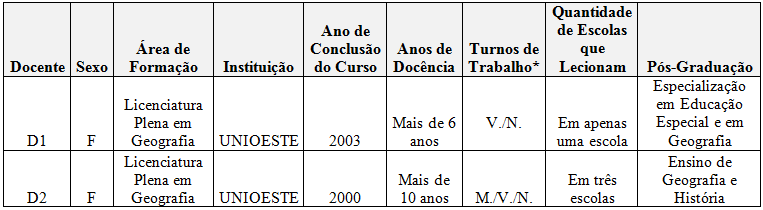 Docente Sexo Área de Formação Instituição Ano de Conclusão do Curso Anos de Docência Turnos de Trabalho* Quantidade de Escolas que Lecionam Pós-Graduação
D1 F Licenciatura Plena em Geografia UNIOESTE 2003 Mais de 6 anos V./N. Em apenas uma escola Especialização em Educação Especial e em Geografia
D2 F Licenciatura Plena em Geografia UNIOESTE 2000 Mais de 10 anos M./V./N. Em três escolas Ensino de Geografia e História